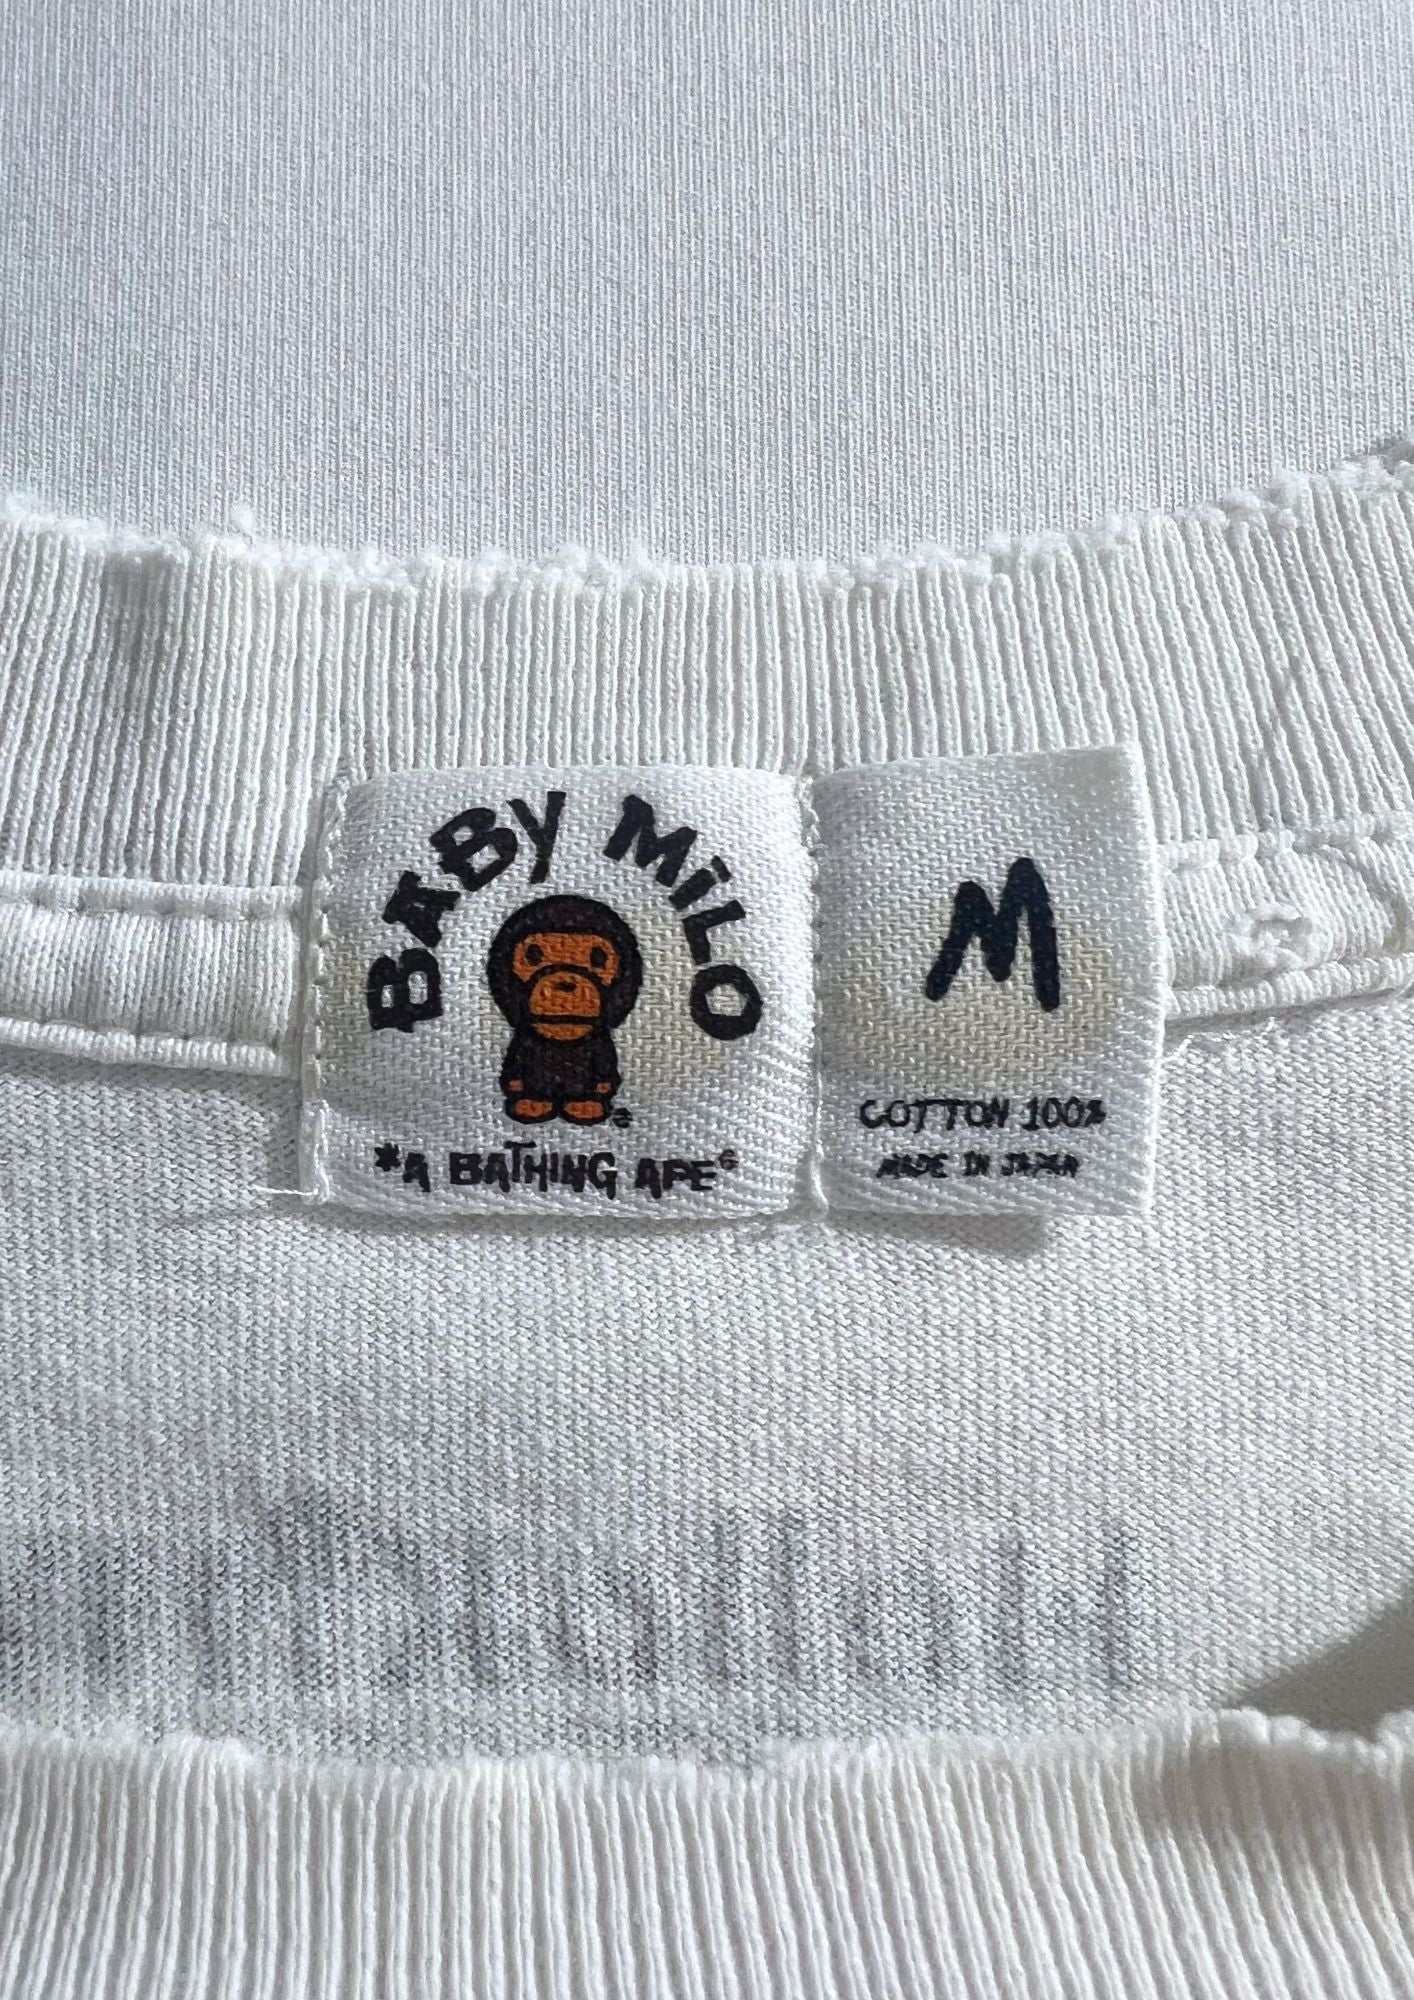 BABY MiLO
*A BATHING APE®
M
COTTON 100%
MADE IN JAPAN